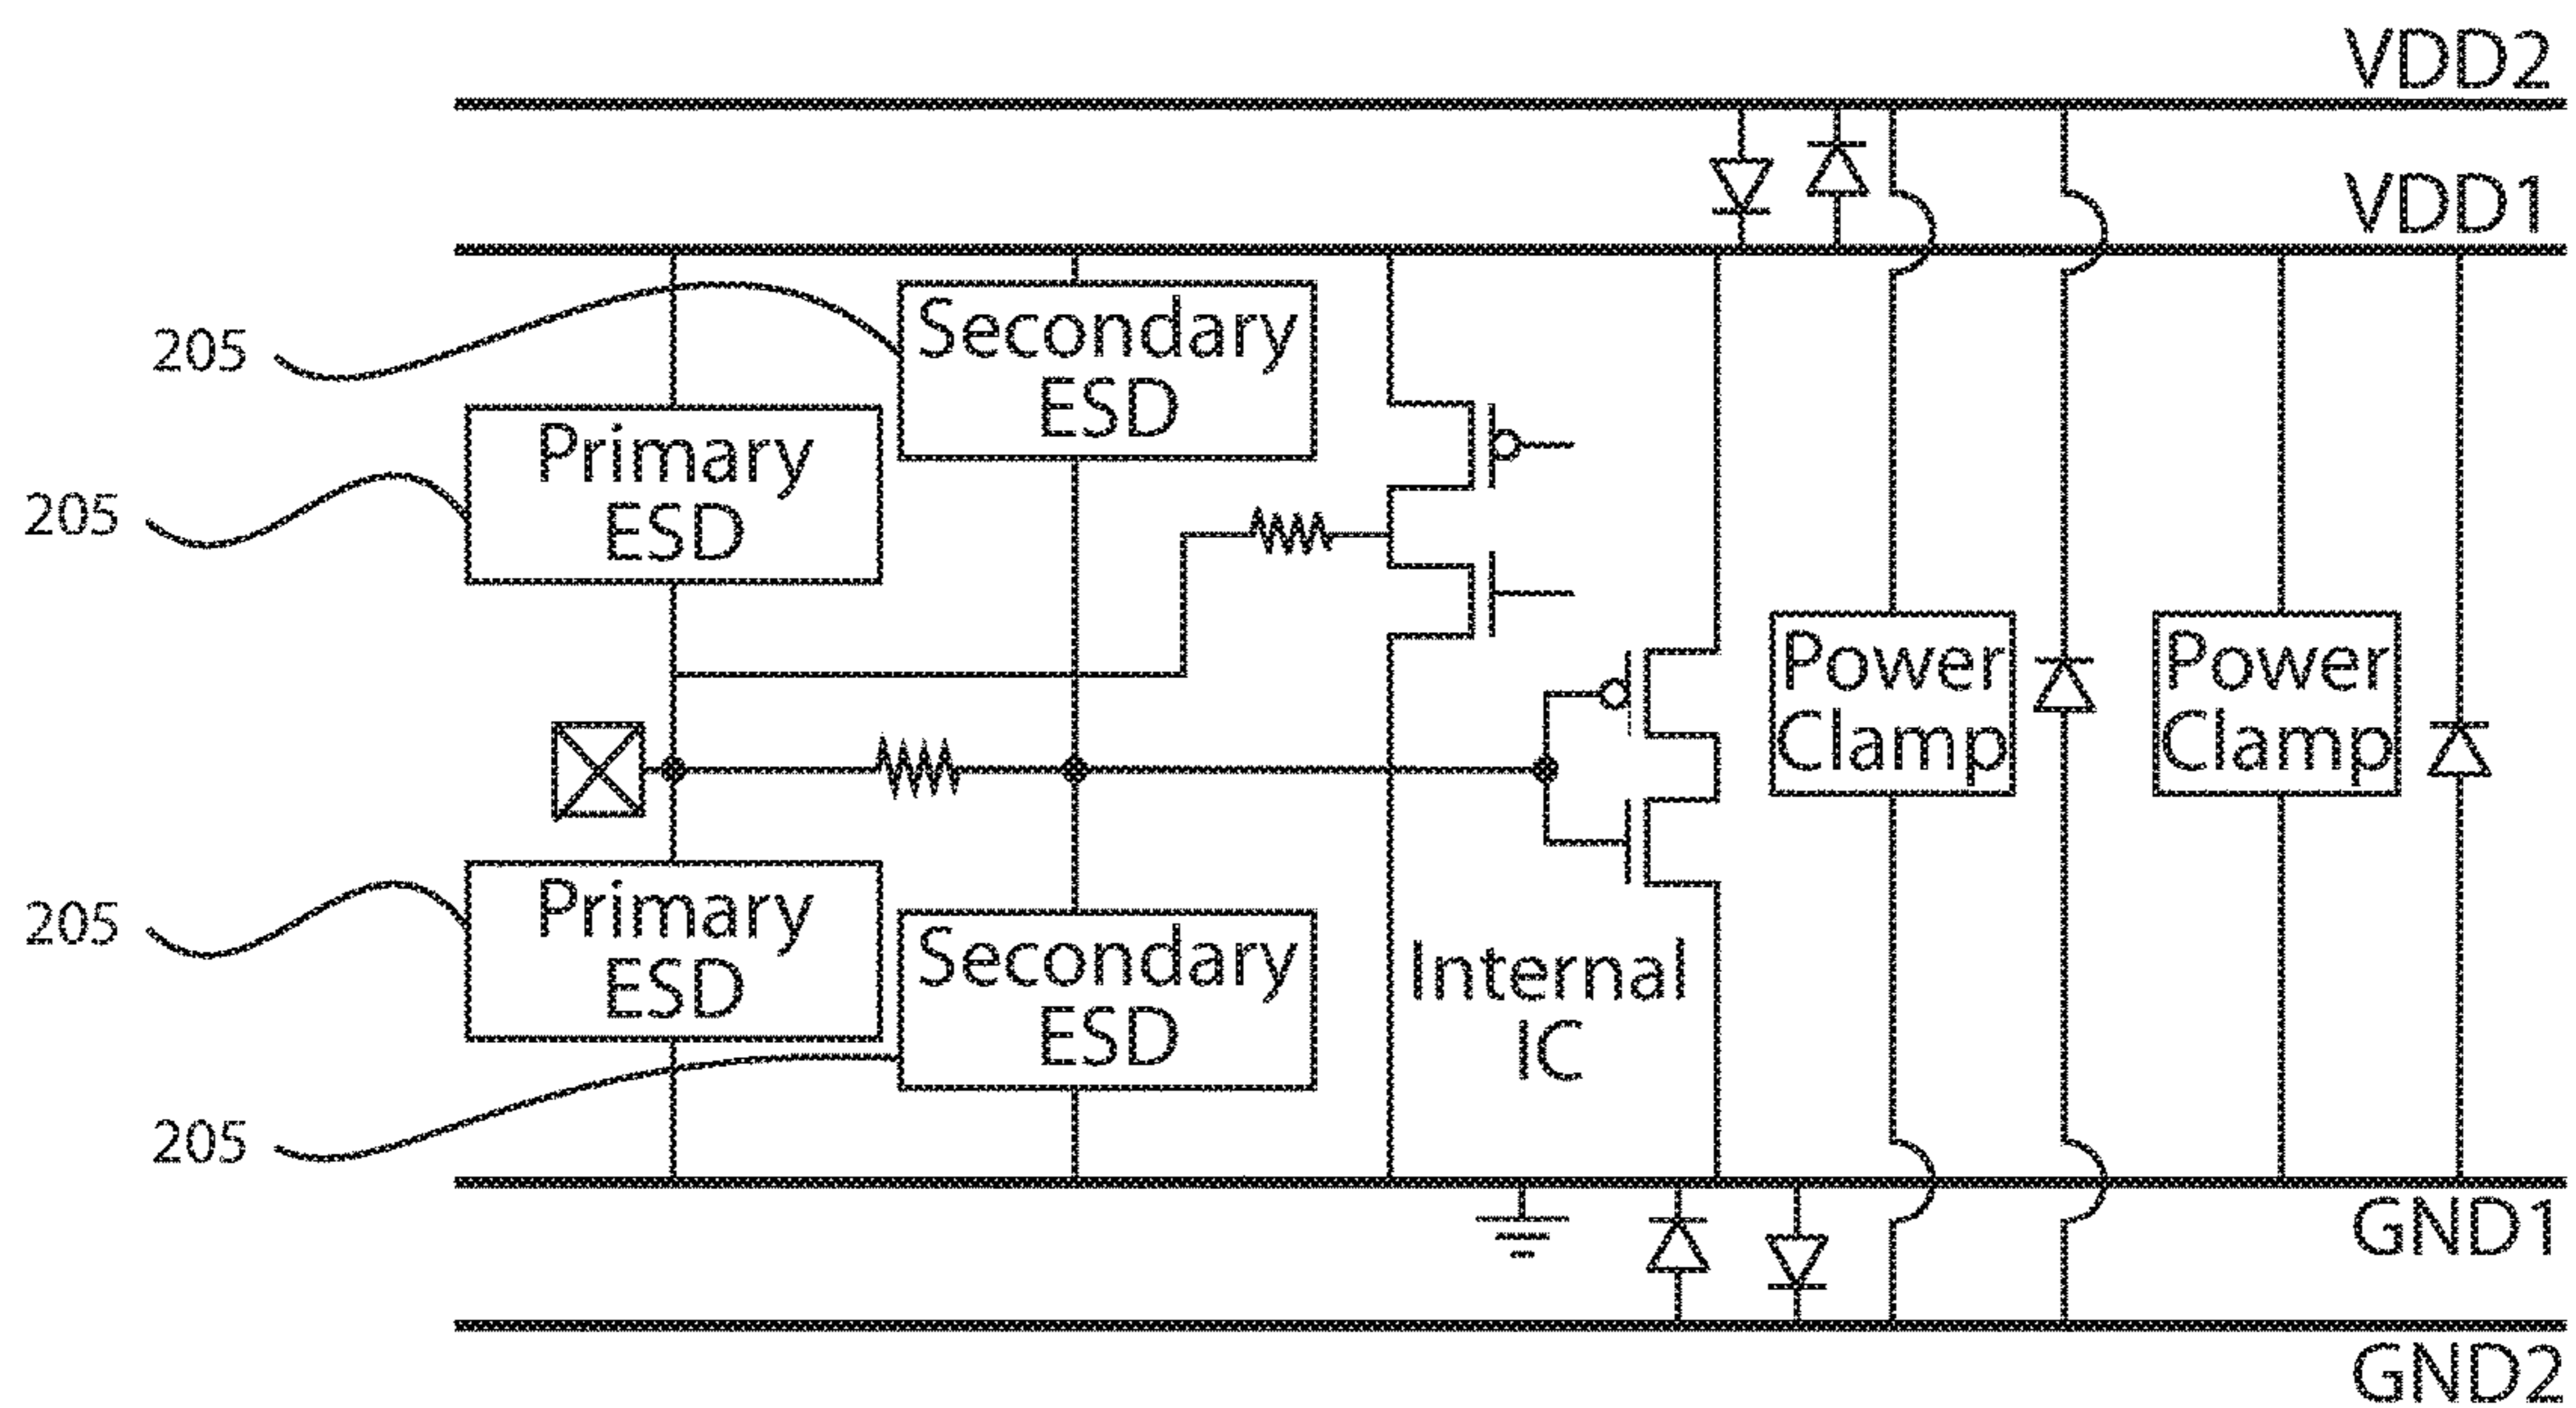 VDD2
VDD1
205
Secondary
ESD
205
Primary
ESD
Power
Clamp
Power
Clamp
205
Primary
ESD
Secondary
ESD
Internal
IC
205
GND1
GND2